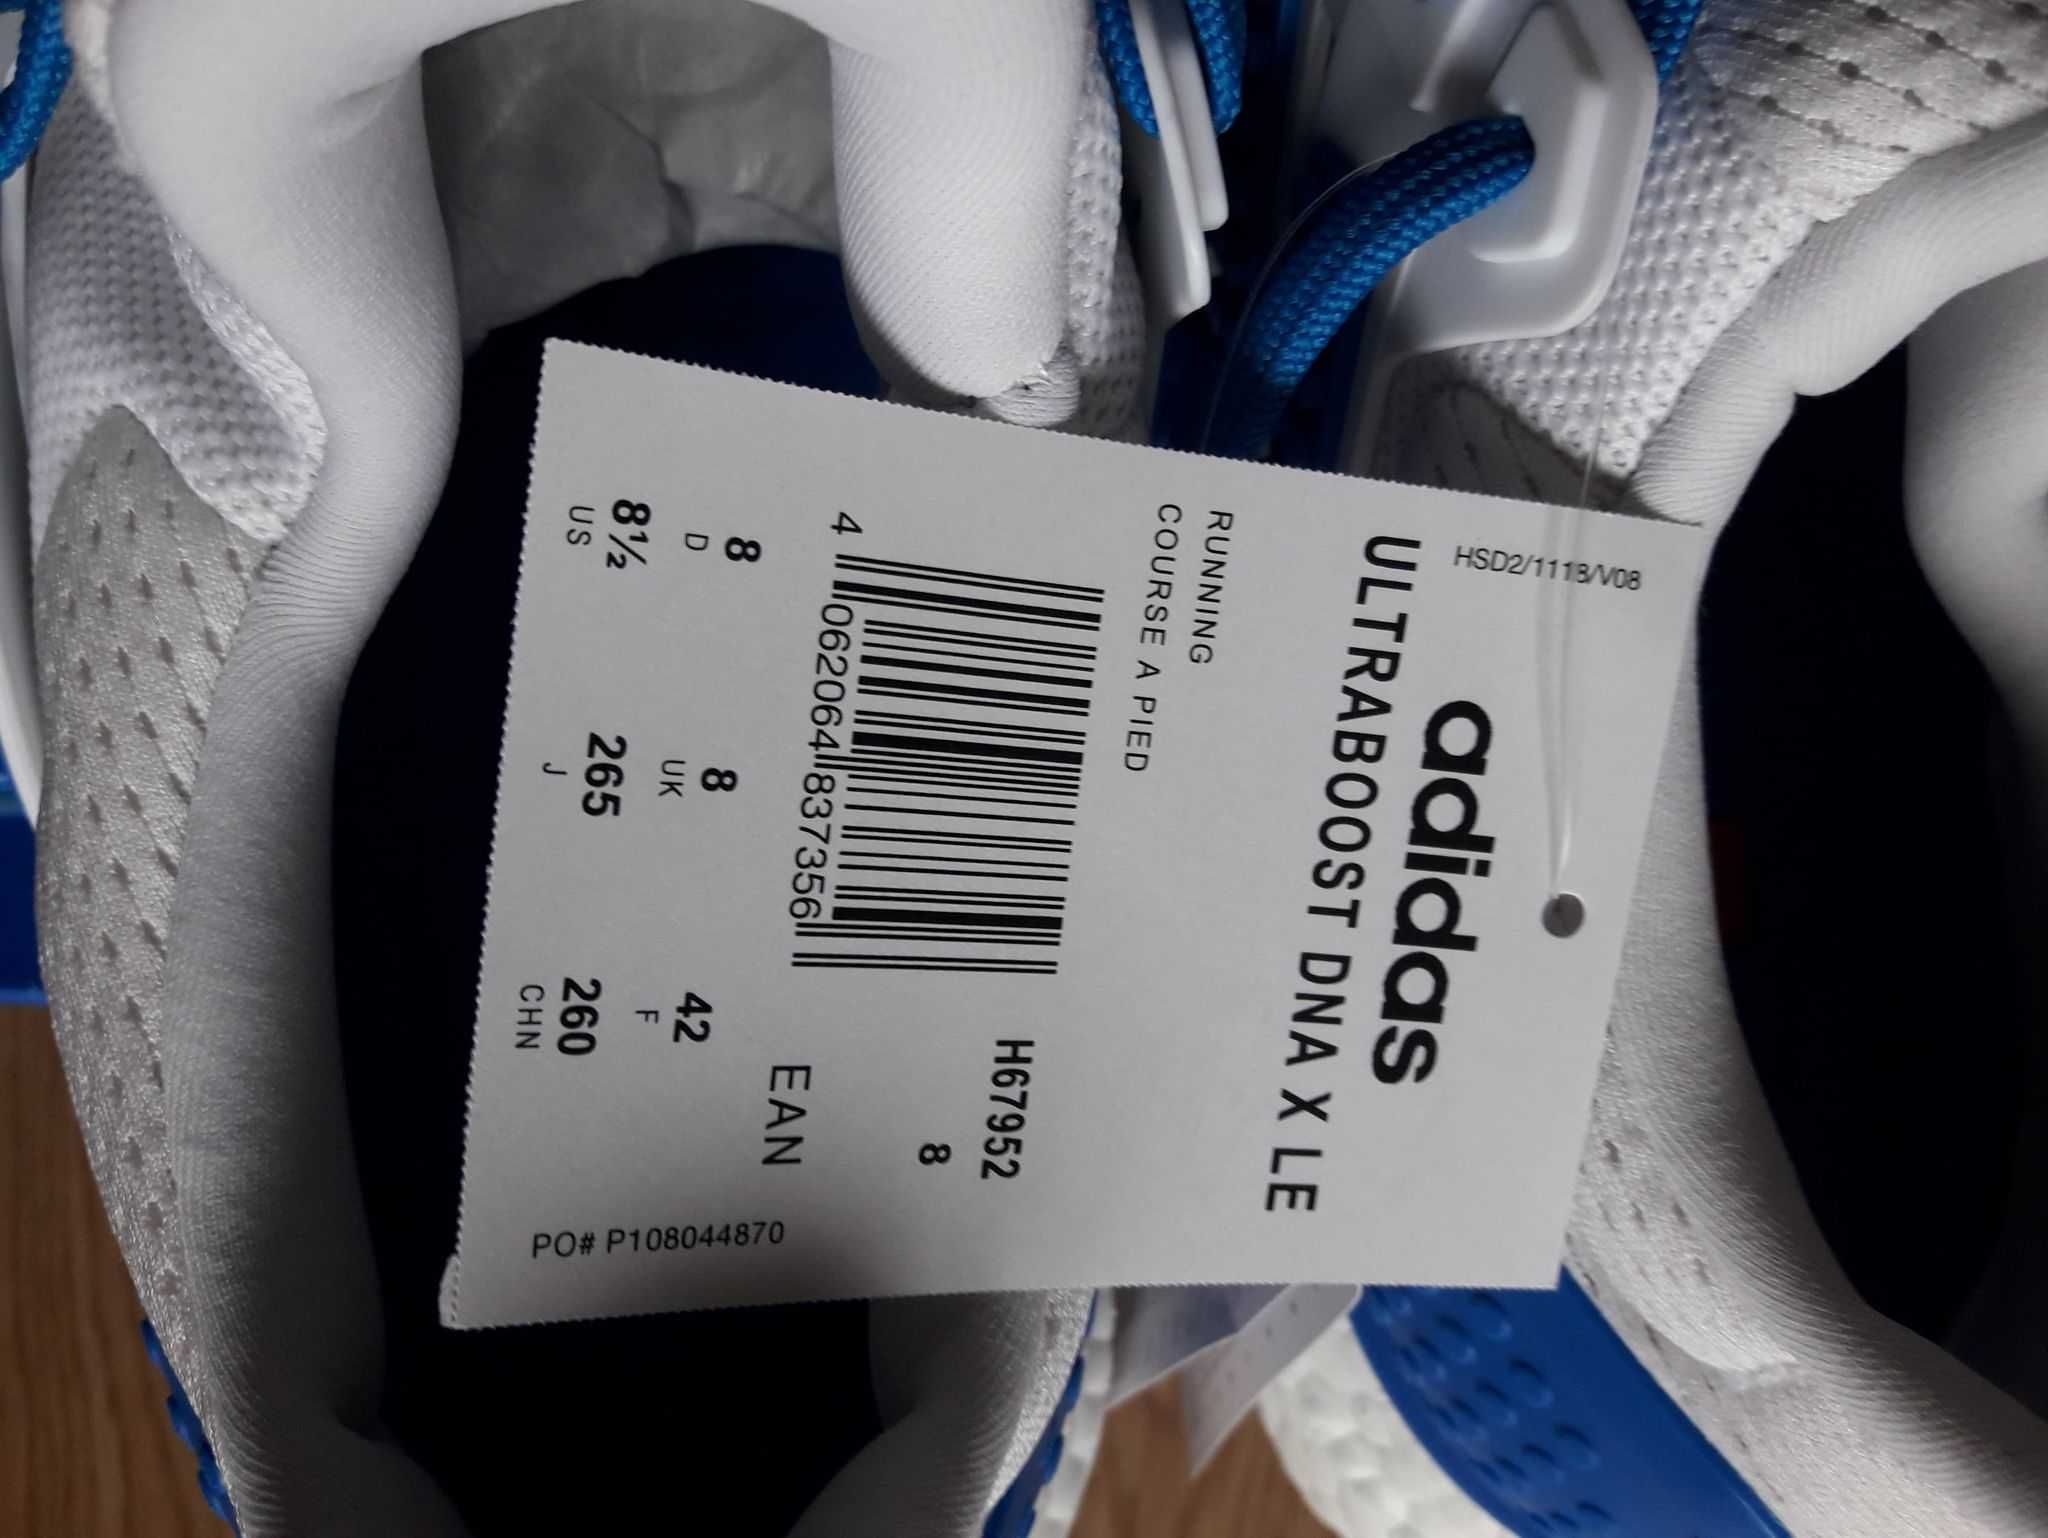 HSD2/1118/V08
adidas
ULTRABOOST DNA X LE
RUNNING
COURSE A PIED
H67952
8
4 062064 837356
EAN
8 8 42
D UK F
8½ 265 260
US J CHN
PO# P108044870